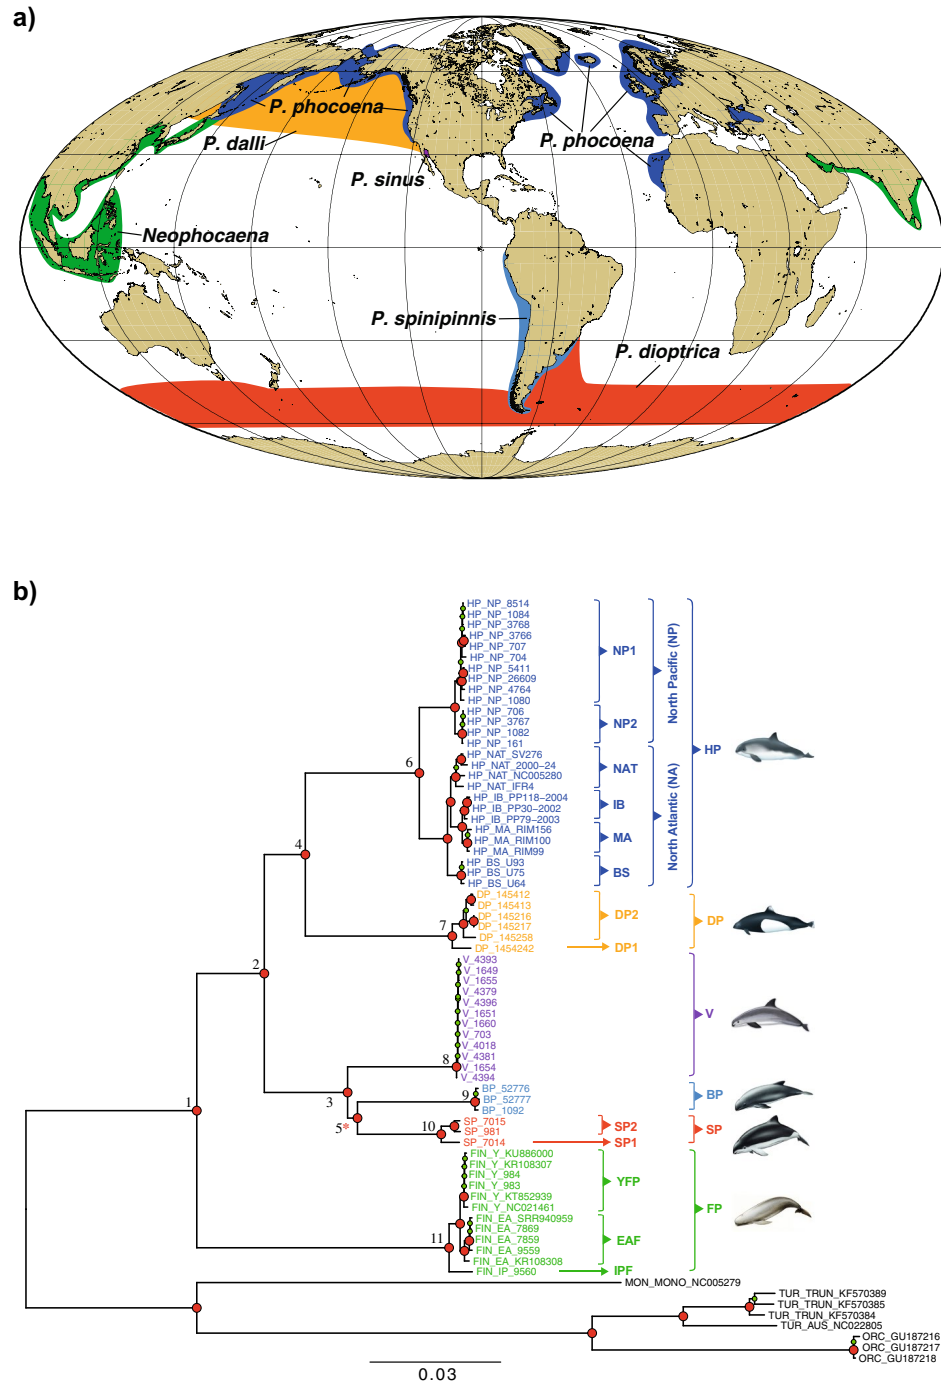 a)
P. phocoena
P. dalli
P. phocoena
P. sinus
Neophocaena
P. spinipinnis
P. dioptrica
b)
HP_NP_8514
HP_NP_1084
HP_NP_3768
HP_NP_3766
HP_NP_707
HP_NP_704
HP_NP_5411
HP_NP_26609
HP_NP_4764
HP_NP_1080
HP_NP_706
HP_NP_3767
HP_NP_1082
HP_NP_161
HP_NAT_SV276
HP_NAT_2000-24
HP_NAT_NC005280
HP_NAT_IFR4
HP_IB_PP118-2004
HP_IB_PP30-2002
HP_IB_PP79-2003
HP_MA_RIM156
HP_MA_RIM100
HP_MA_RIM99
HP_BS_U93
HP_BS_U75
HP_BS_U64
DP_145412
DP_145413
DP_145216
DP_145217
DP_145258
DP_1454242
V_4393
V_1649
V_1655
V_4379
V_4396
V_1651
V_1660
V_703
V_4018
V_4381
V_1654
V_4394
BP_52776
BP_52777
BP_1092
SP_7015
SP_981
SP_7014
FIN_Y_KU886000
FIN_Y_KR108307
FIN_Y_984
FIN_Y_983
FIN_Y_KT852939
FIN_Y_NC021461
FIN_EA_SRR940959
FIN_EA_7869
FIN_EA_7859
FIN_EA_9559
FIN_EA_KR108308
FIN_IP_9560
MON_MONO_NC005279
TUR_TRUN_KF570389
TUR_TRUN_KF570385
TUR_TRUN_KF570384
TUR_AUS_NC022805
ORC_GU187216
ORC_GU187217
ORC_GU187218
NP1
NP2
NAT
IB
MA
BS
DP2
DP1
SP2
SP1
YFP
EAF
IPF
North Pacific (NP)
North Atlantic (NA)
HP
DP
V
BP
SP
FP
1
2
3
4
5*
6
7
8
9
10
11
0.03